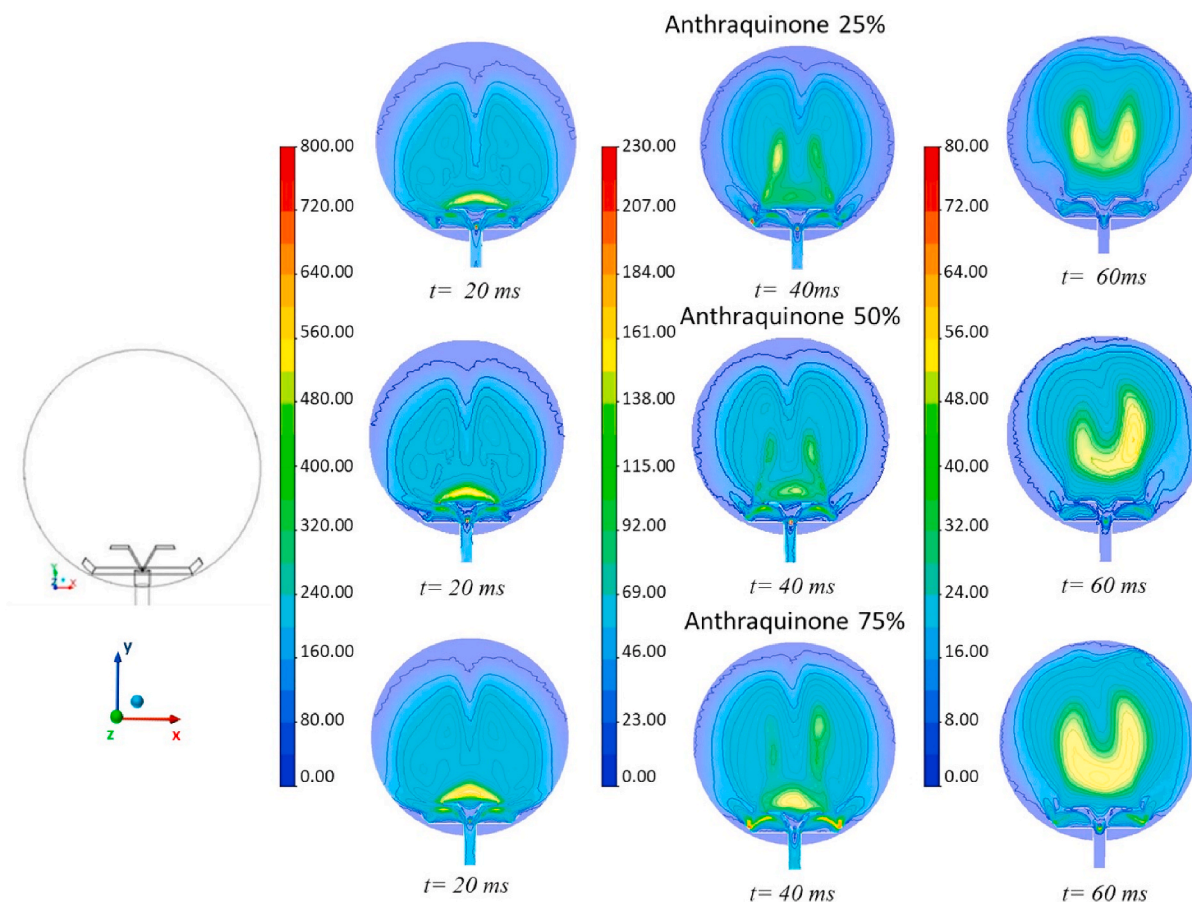 Anthraquinone 25%
800.00
720.00
640.00
560.00
480.00
400.00
320.00
240.00
160.00
80.00
0.00
230.00
207.00
184.00
161.00
138.00
115.00
92.00
69.00
46.00
23.00
0.00
80.00
72.00
64.00
56.00
48.00
40.00
32.00
24.00
16.00
8.00
0.00
t= 20 ms
t= 40ms
t= 60ms
Anthraquinone 50%
t= 20 ms
t= 40 ms
t= 60 ms
Anthraquinone 75%
t= 20 ms
t= 40 ms
t= 60 ms
Y
Z
X
y
z
x